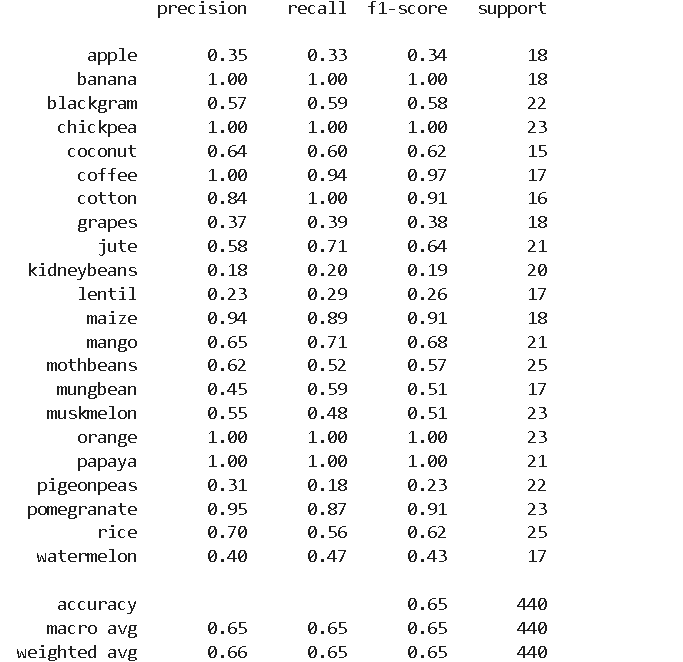 precision recall f1-score support
apple 0.35 0.33 0.34 18
banana 1.00 1.00 1.00 18
blackgram 0.57 0.59 0.58 22
chickpea 1.00 1.00 1.00 23
coconut 0.64 0.60 0.62 15
coffee 1.00 0.94 0.97 17
cotton 0.84 1.00 0.91 16
grapes 0.37 0.39 0.38 18
jute 0.58 0.71 0.64 21
kidneybeans 0.18 0.20 0.19 20
lentil 0.23 0.29 0.26 17
maize 0.94 0.89 0.91 18
mango 0.65 0.71 0.68 21
mothbeans 0.62 0.52 0.57 25
mungbean 0.45 0.59 0.51 17
muskmelon 0.55 0.48 0.51 23
orange 1.00 1.00 1.00 23
papaya 1.00 1.00 1.00 21
pigeonpeas 0.31 0.18 0.23 22
pomegranate 0.95 0.87 0.91 23
rice 0.70 0.56 0.62 25
watermelon 0.40 0.47 0.43 17
accuracy 0.65 440
macro avg 0.65 0.65 0.65 440
weighted avg 0.66 0.65 0.65 440